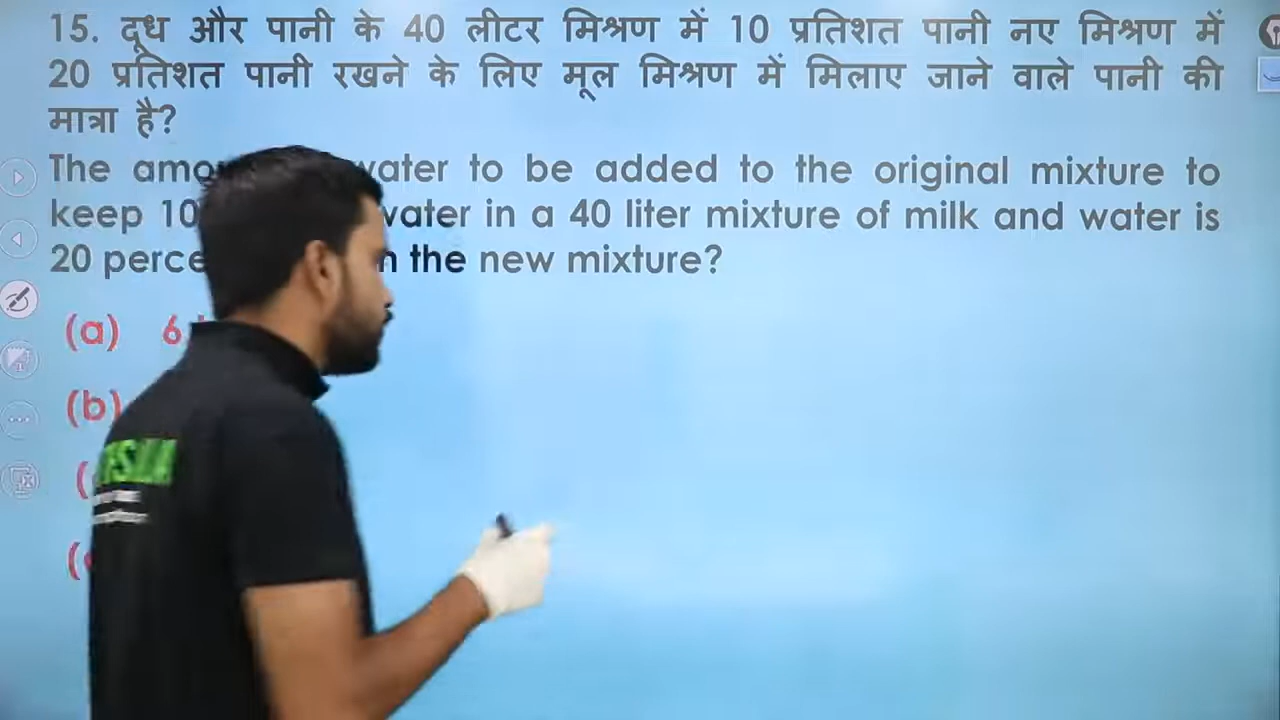 15. दूध और पानी के 40 लीटर मिश्रण में 10 प्रतिशत पानी नए मिश्रण में
20 प्रतिशत पानी रखने के लिए मूल मिश्रण में मिलाए जाने वाले पानी की
मात्रा है?
The water to be added to the original mixture to
keep 10 water in a 40 liter mixture of milk and water is
20 the new mixture?
(a) 6
(b)